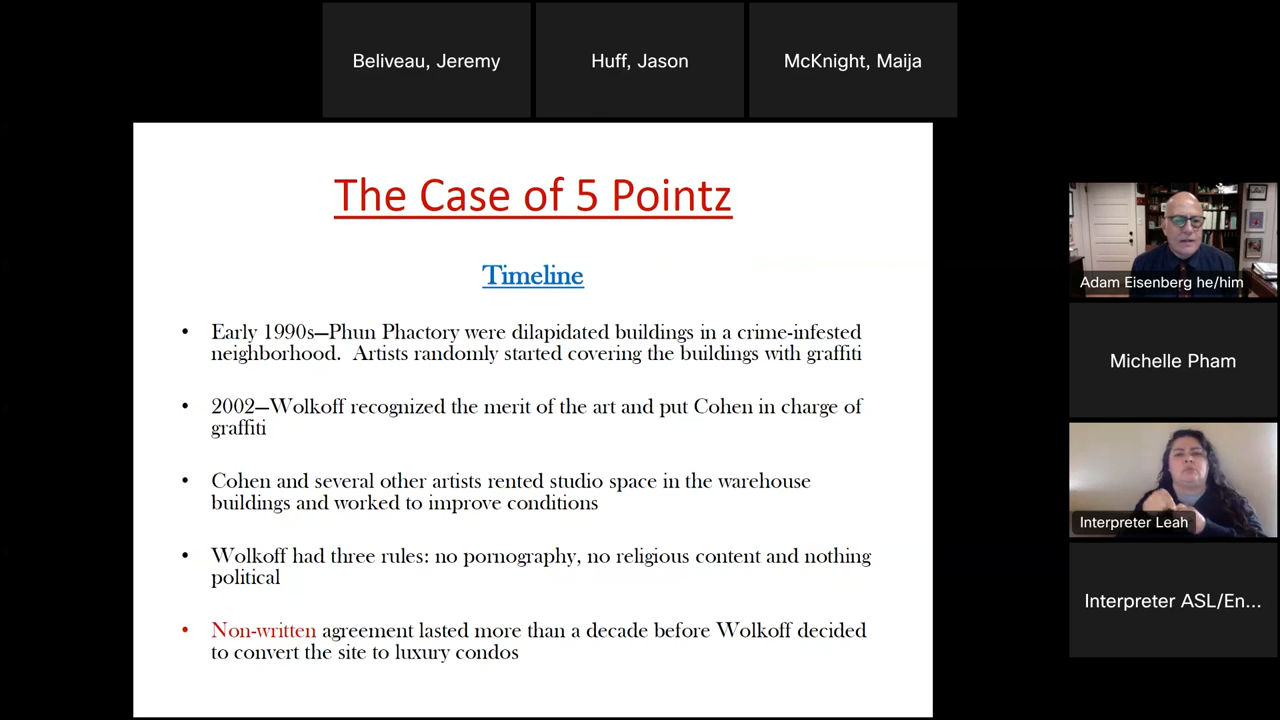 Beliveau, Jeremy
Huff, Jason
McKnight, Maija
The Case of 5 Pointz
Timeline
• Early 1990s—Phun Phactory were dilapidated buildings in a crime-infested
neighborhood.  Artists randomly started covering the buildings with graffiti
• 2002—Wolkoff recognized the merit of the art and put Cohen in charge of
graffiti
• Cohen and several other artists rented studio space in the warehouse
buildings and worked to improve conditions
• Wolkoff had three rules: no pornography, no religious content and nothing
political
• Non-written agreement lasted more than a decade before Wolkoff decided
to convert the site to luxury condos
Adam Eisenberg he/him
Michelle Pham
Interpreter Leah
Interpreter ASL/En...